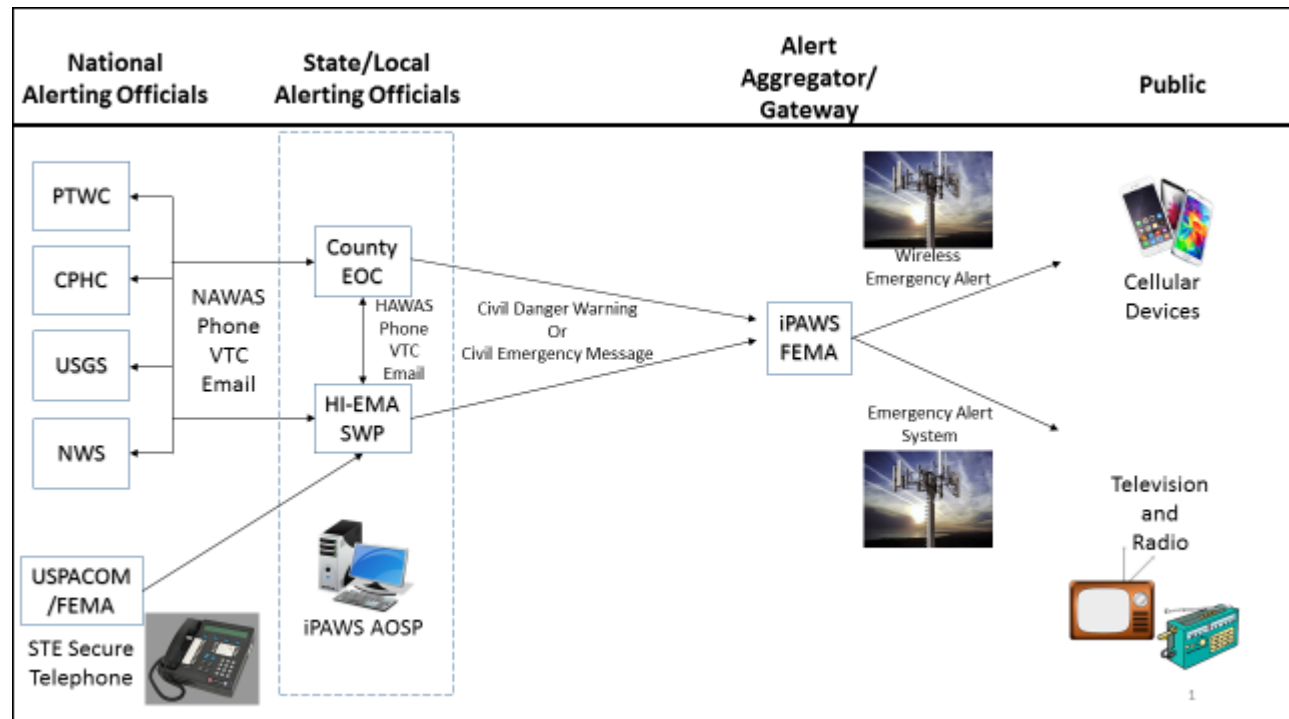 National
Alerting Officials
State/Local
Alerting Officials
Alert
Aggregator/
Gateway
Public
PTWC
CPHC
USGS
NWS
NAWAS
Phone
VTC
Email
USPACOM
/FEMA
STE Secure
Telephone
County
EOC
HAWAS
Phone
VTC
Email
HI-EMA
SWP
iPAWS AOSP
Civil Danger Warning
Or
Civil Emergency Message
iPAWS
FEMA
Wireless
Emergency Alert
Emergency Alert
System
Cellular
Devices
Television
and
Radio
1